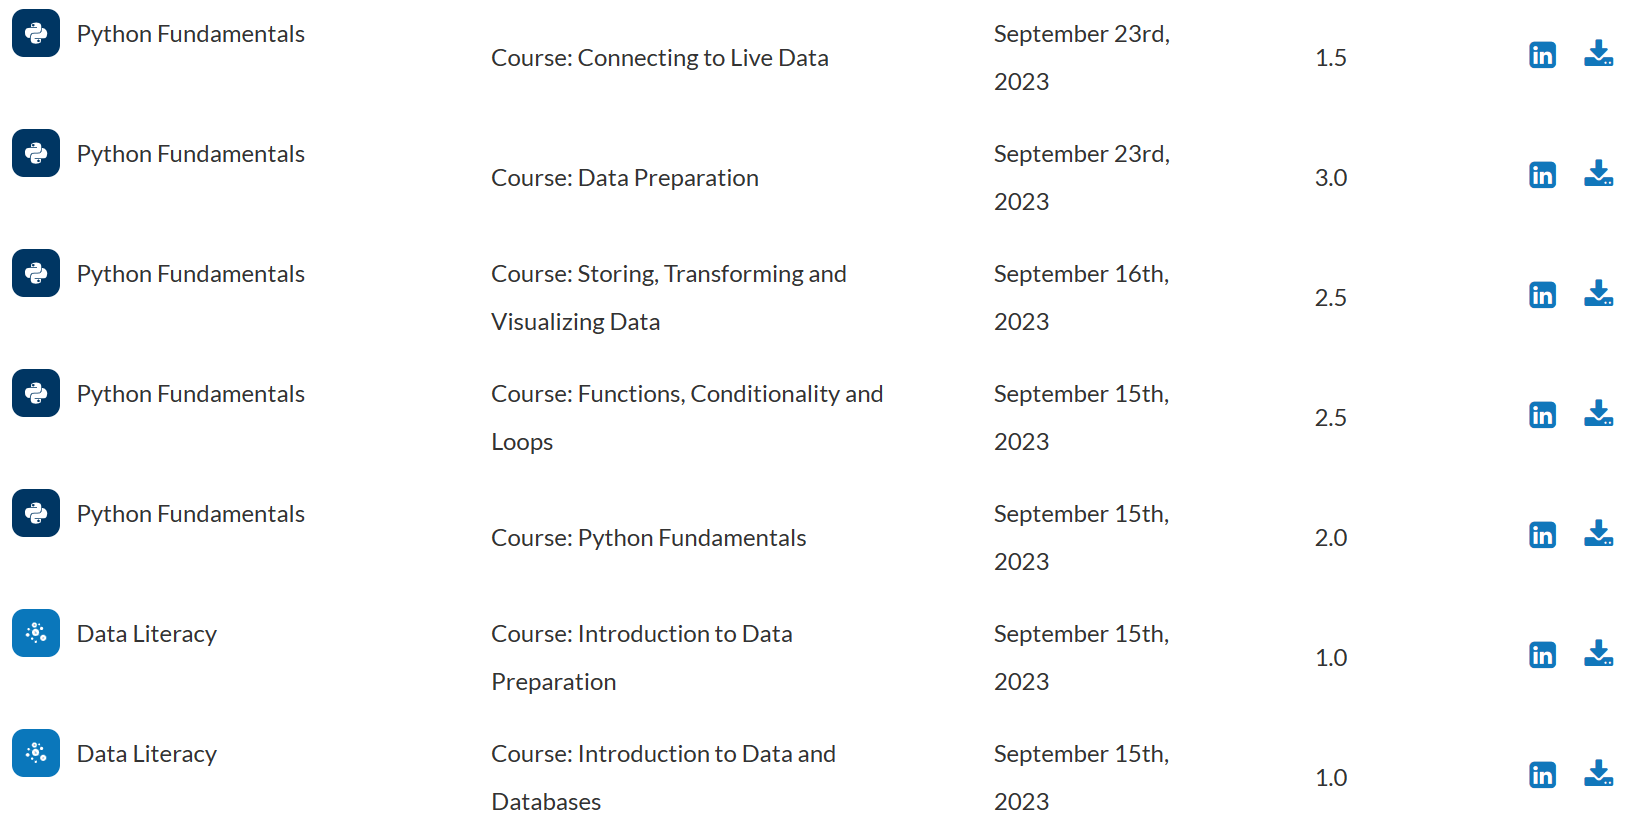 Python Fundamentals
Course: Connecting to Live Data
September 23rd,
2023
1.5
Python Fundamentals
Course: Data Preparation
September 23rd,
2023
3.0
Python Fundamentals
Course: Storing, Transforming and
Visualizing Data
September 16th,
2023
2.5
Python Fundamentals
Course: Functions, Conditionality and
Loops
September 15th,
2023
2.5
Python Fundamentals
Course: Python Fundamentals
September 15th,
2023
2.0
Data Literacy
Course: Introduction to Data
Preparation
September 15th,
2023
1.0
Data Literacy
Course: Introduction to Data and
Databases
September 15th,
2023
1.0